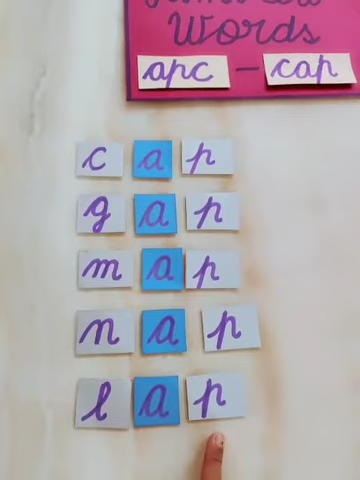 Words
apc - cap
c a p
g a p
m a p
n a p
l a p